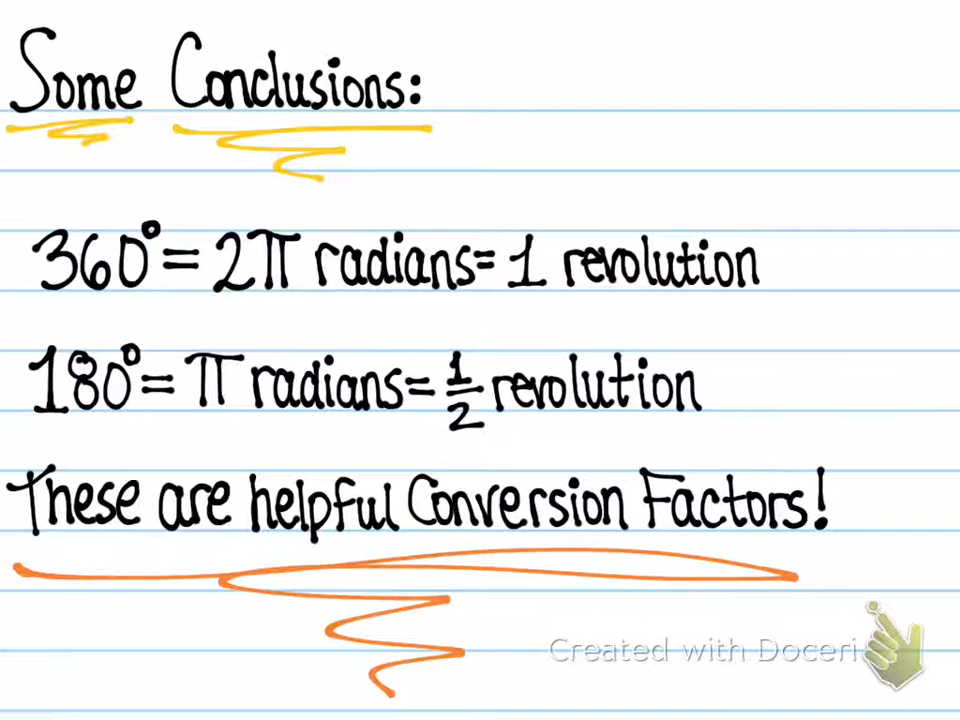 Some Conclusions:
360° = 2π radians = 1 revolution
180° = π radians = 1/2 revolution
These are helpful Conversion Factors!
Created with Doceri